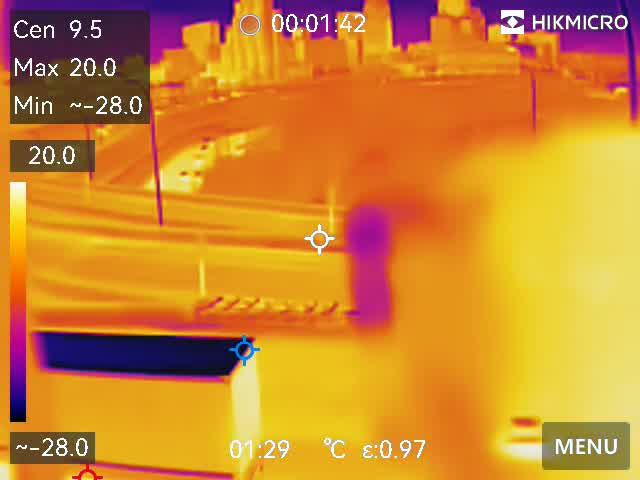 Cen 9.5
00:01:42
HIKMICRO
Max 20.0
Min ~-28.0
20.0
~-28.0
01:29 °C ε:0.97
MENU